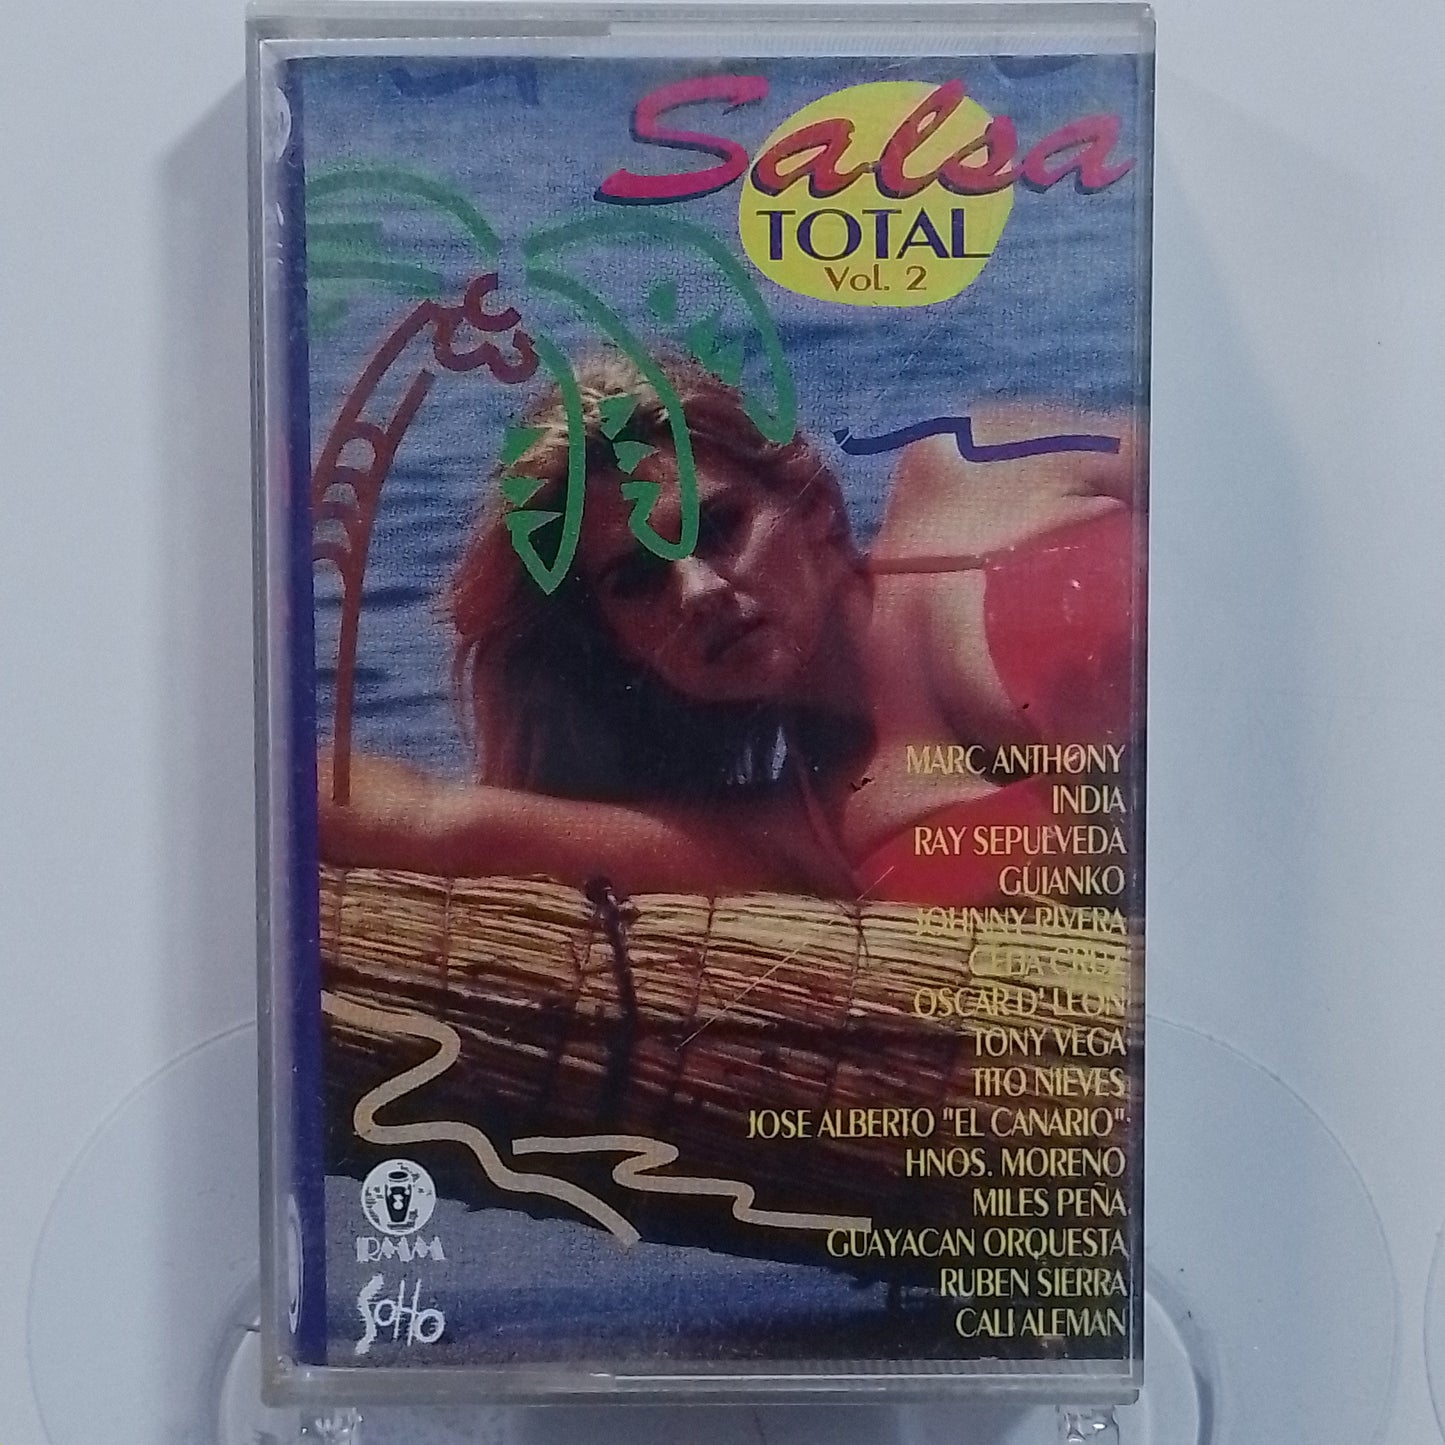 Salsa
TOTAL
Vol. 2
MARC ANTHONY
INDIA
RAY SEPULVEDA
GUIANKO
JOHNNY RIVERA
CELIA CRUZ
OSCAR D' LEON
TONY VEGA
TITO NIEVES
JOSE ALBERTO "EL CANARIO"
HNOS. MORENO
MILES PEÑA
GUAYACAN ORQUESTA
RUBEN SIERRA
CALI ALEMAN
RMM
SOHO